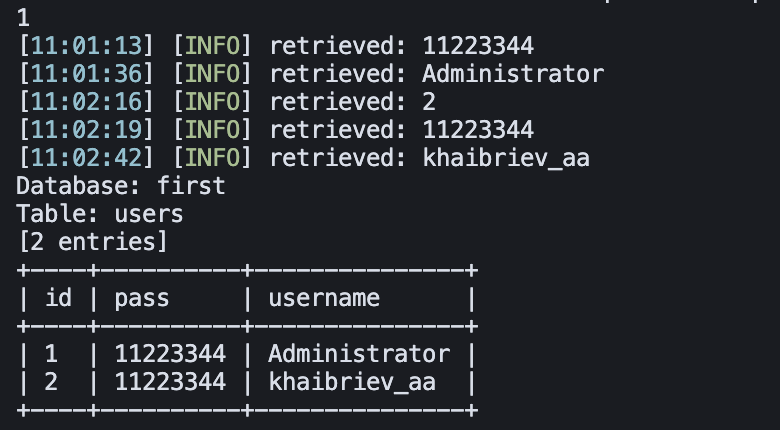 1
[11:01:13] [INFO] retrieved: 11223344
[11:01:36] [INFO] retrieved: Administrator
[11:02:16] [INFO] retrieved: 2
[11:02:19] [INFO] retrieved: 11223344
[11:02:42] [INFO] retrieved: khaibriev_aa
Database: first
Table: users
[2 entries]
+----+----------+---------------+
| id | pass     | username      |
+----+----------+---------------+
| 1  | 11223344 | Administrator |
| 2  | 11223344 | khaibriev_aa  |
+----+----------+---------------+